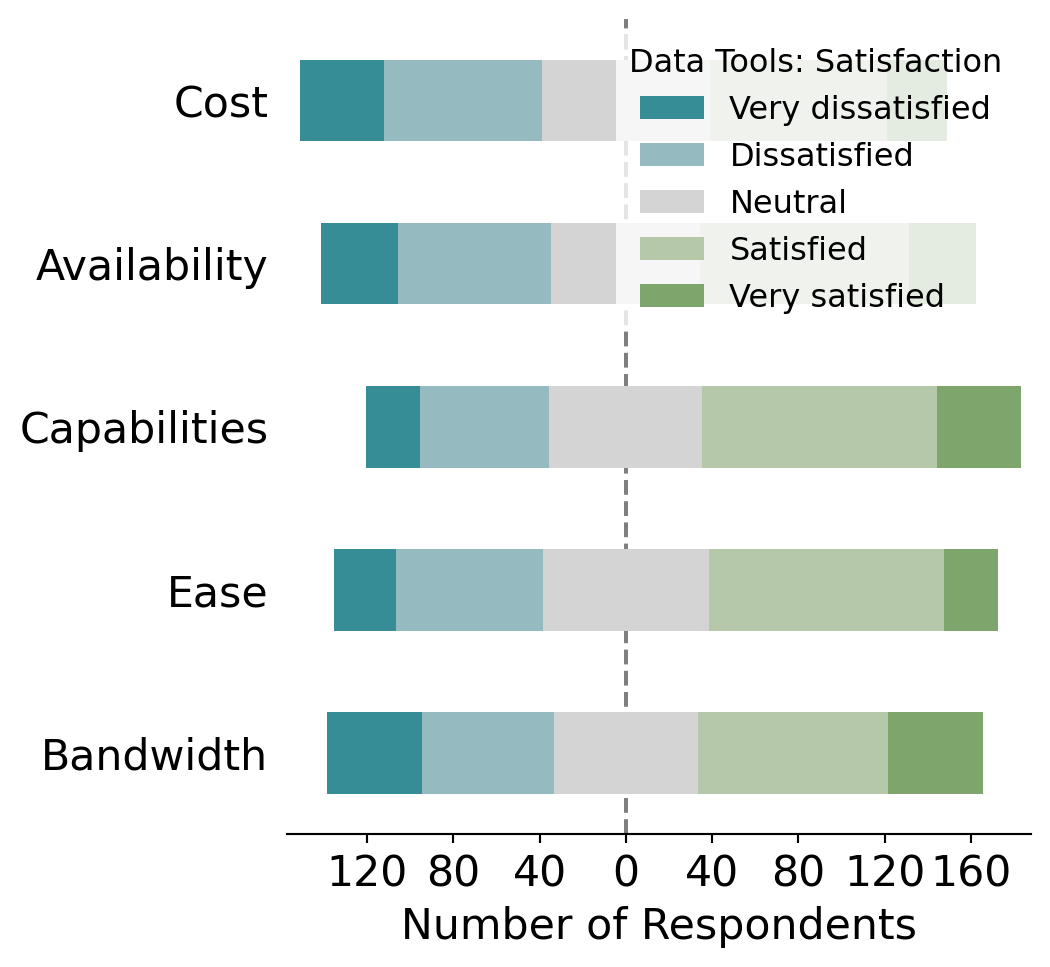 Data Tools: Satisfaction
Very dissatisfied
Dissatisfied
Neutral
Satisfied
Very satisfied
Cost
Availability
Capabilities
Ease
Bandwidth
120 80 40 0 40 80 120 160
Number of Respondents